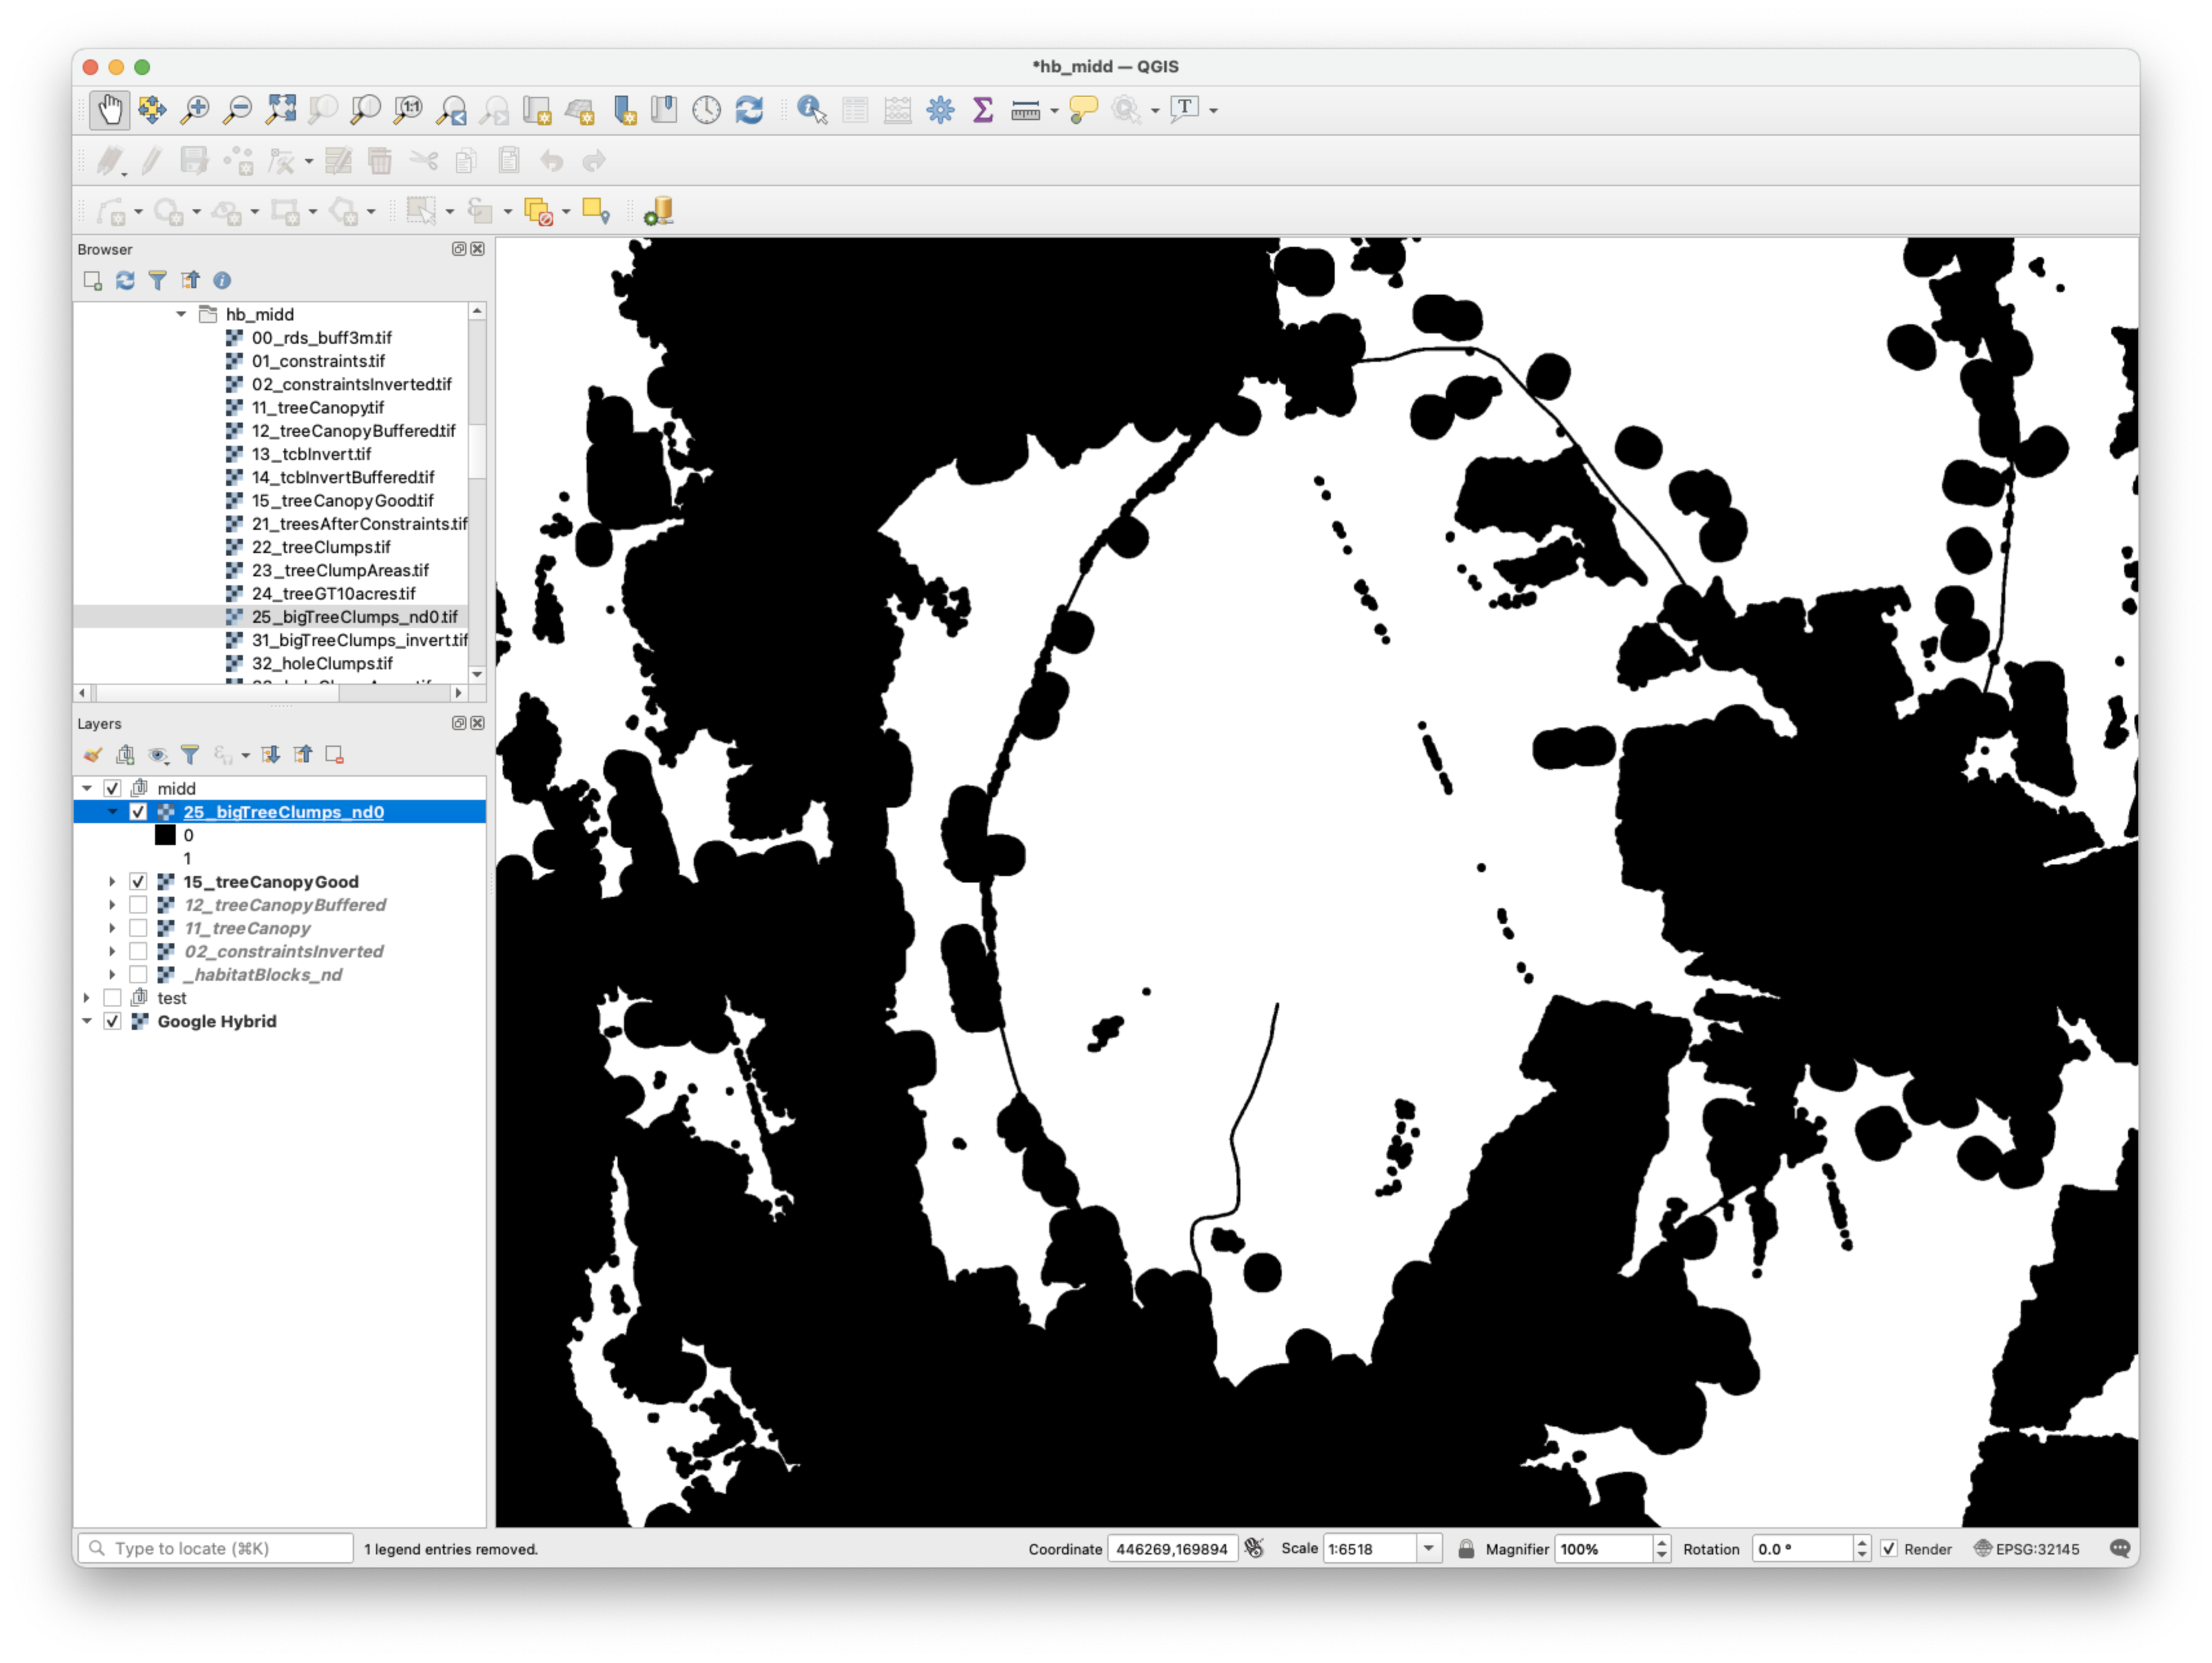 *hb_midd — QGIS
1:1
Σ
T
Browser
hb_midd
00_rds_buff3m.tif
01_constraints.tif
02_constraintsInverted.tif
11_treeCanopy.tif
12_treeCanopyBuffered.tif
13_tcbInvert.tif
14_tcbInvertBuffered.tif
15_treeCanopyGood.tif
21_treesAfterConstraints.tif
22_treeClumps.tif
23_treeClumpAreas.tif
24_treeGT10acres.tif
25_bigTreeClumps_nd0.tif
31_bigTreeClumps_invert.tif
32_holeClumps.tif
Layers
midd
25_bigTreeClumps_nd0
0
1
15_treeCanopyGood
12_treeCanopyBuffered
11_treeCanopy
02_constraintsInverted
_habitatBlocks_nd
test
Google Hybrid
Type to locate (⌘K) 1 legend entries removed. Coordinate 446269,169894 Scale 1:6518 Magnifier 100% Rotation 0.0 ° Render EPSG:32145